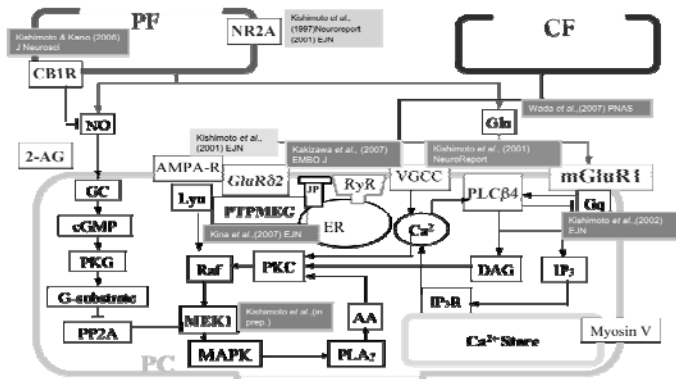 PF
CF
Kishimoto & Kano (2006)
J Neurosci
NR2A
Kishimoto et al.,
(1997)Neuroreport
(2001) EJN
CB1R
Wada et al.,(2007) PNAS
NO
Glu
2-AG
Kishimoto et al.,
(2001) EJN
Kakizawa et al., (2007)
EMBO J
Kishimoto et al., (2001)
NeuroReport
AMPA-R
GluRδ2
JP
RyR
VGCC
PLCβ4
mGluR1
GC
Lyn
PTPMEG
ER
Ca²
Gq
Kishimoto et al.,(2002)
EJN
cGMP
Kina et al.,(2007) EJN
PKG
Raf
PKC
DAG
IP₃
G-substrate
MEK1
Kishimoto et al.,(in
prep.)
AA
IP₃R
PP2A
Ca²⁺ Store
Myosin V
MAPK
PLA₂
PC